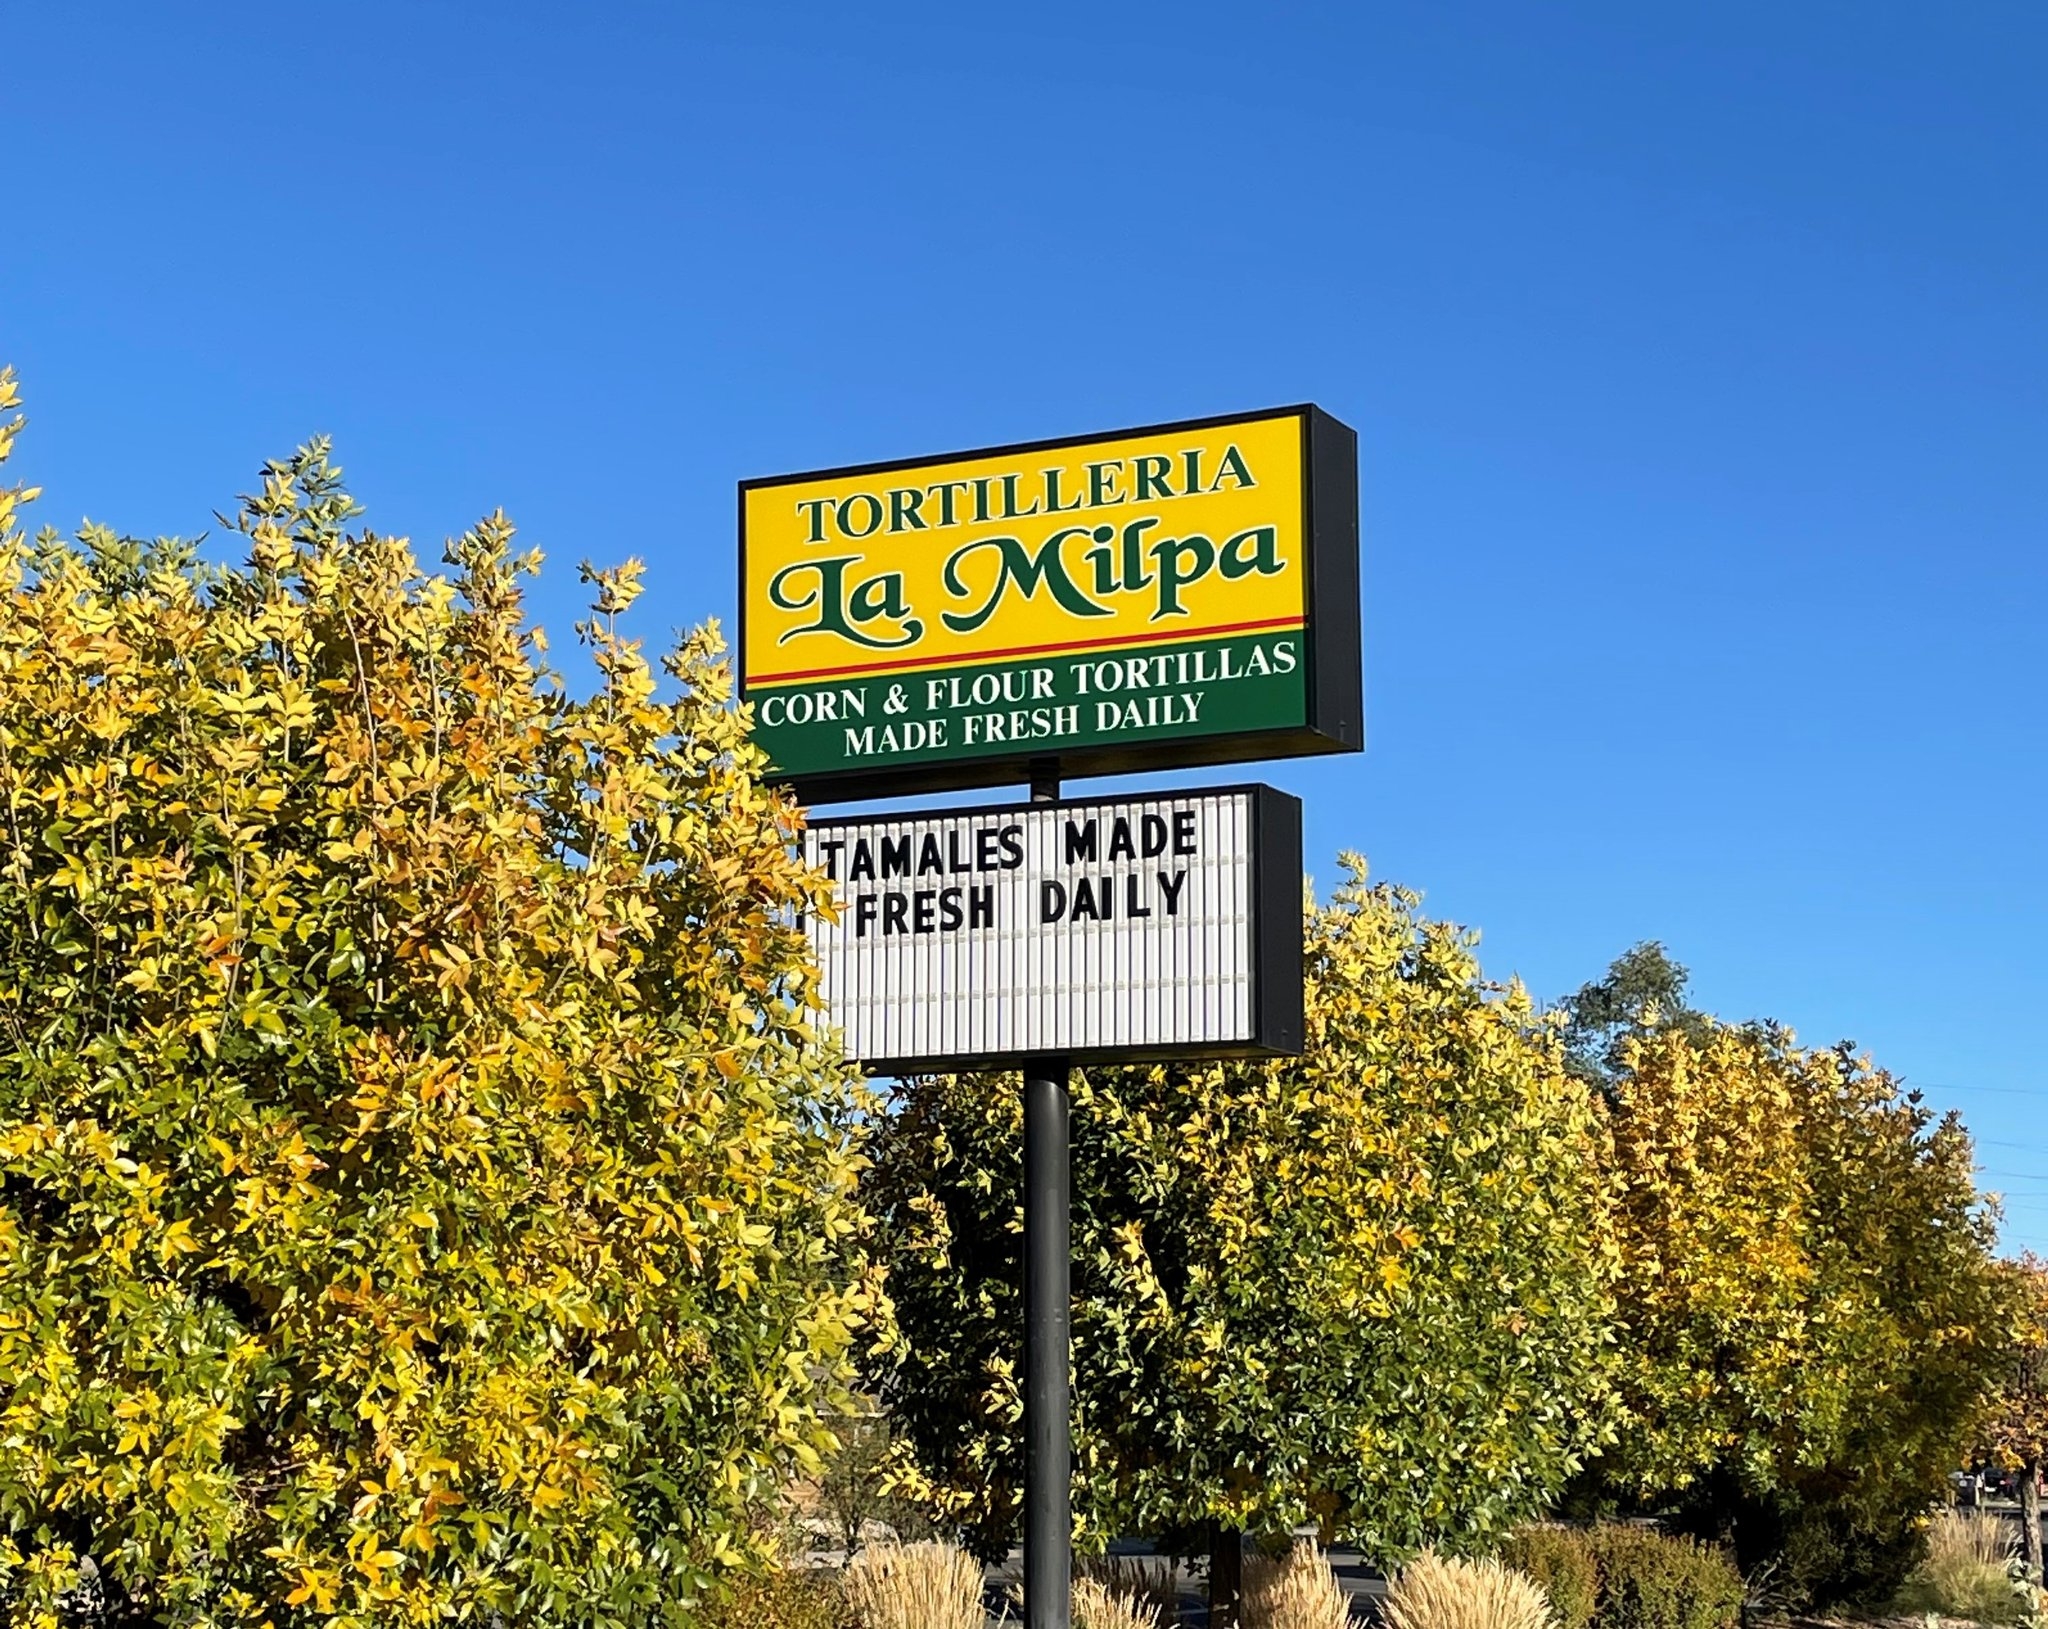 TORTILLERIA
La Milpa
CORN & FLOUR TORTILLAS
MADE FRESH DAILY
TAMALES MADE
FRESH DAILY